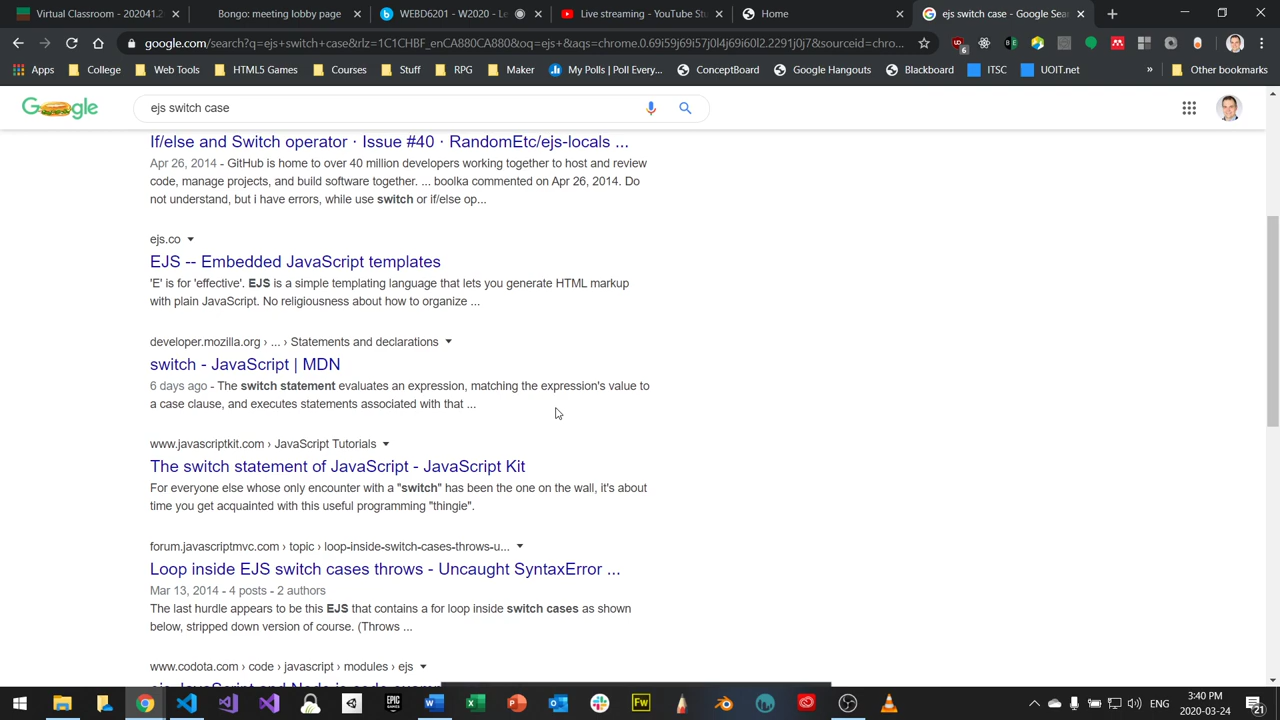 Virtual Classroom - 20201.2
Bongo: meeting lobby page
WEBD6201 - W2020 - Le
Live streaming - YouTube Stu
Home
ejs switch case - Google Search
google.com/search?q=ejs+switch+case&rlz=1C1CHBF_enCA880CA880&oq=ejs+&aqs=chrome.0.69i59j69i57j0l4j69i60l2.2291j0j7&sourceid=chro...
6
Apps
College
Web Tools
HTML5 Games
Courses
Stuff
RPG
Maker
My Polls | Poll Every...
ConceptBoard
Google Hangouts
Blackboard
ITSC
UOIT.net
»
Other bookmarks
ejs switch case
If/else and Switch operator · Issue #40 · RandomEtc/ejs-locals ...
Apr 26, 2014 - GitHub is home to over 40 million developers working together to host and review
code, manage projects, and build software together. ... boolka commented on Apr 26, 2014. Do
not understand, but i have errors, while use switch or if/else op...
ejs.co
EJS -- Embedded JavaScript templates
'E' is for 'effective'. EJS is a simple templating language that lets you generate HTML markup
with plain JavaScript. No religiousness about how to organize ...
developer.mozilla.org › ... › Statements and declarations
switch - JavaScript | MDN
6 days ago - The switch statement evaluates an expression, matching the expression's value to
a case clause, and executes statements associated with that ...
www.javascriptkit.com › JavaScript Tutorials
The switch statement of JavaScript - JavaScript Kit
For everyone else whose only encounter with a "switch" has been the one on the wall, it's about
time you get acquainted with this useful programming "thingie".
forum.javascriptmvc.com › topic › loop-inside-switch-cases-throws-u...
Loop inside EJS switch cases throws - Uncaught SyntaxError ...
Mar 13, 2014 - 4 posts - 2 authors
The last hurdle appears to be this EJS that contains a for loop inside switch cases as shown
below, stripped down version of course. (Throws ...
www.codota.com › code › javascript › modules › ejs
ENG
3:40 PM
2020-03-24
21